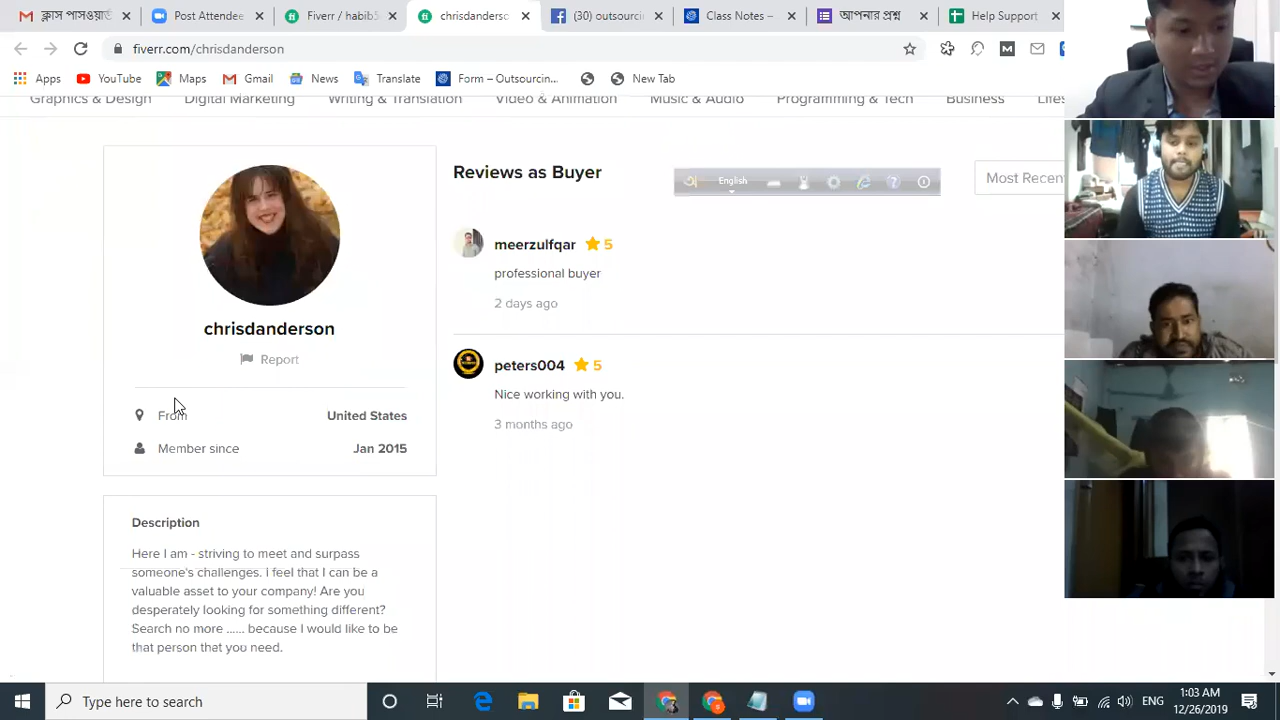 ক্লাস পাসওয়ার্ড
Post Attendee
Fiverr / habib
chrisdanderso
(30) outsourci
Class Notes –
আপনার প্রশ্ন
Help Support
fiverr.com/chrisdanderson
Apps
YouTube
Maps
Gmail
News
Translate
Form – Outsourcin...
New Tab
Graphics & Design
Digital Marketing
Writing & Translation
Video & Animation
Music & Audio
Programming & Tech
Business
Lifes
chrisdanderson
Report
From United States
Member since Jan 2015
Description
Here I am - striving to meet and surpass
someone's challenges. I feel that I can be a
valuable asset to your company! Are you
desperately looking for something different?
Search no more ...... because I would like to be
that person that you need.
Reviews as Buyer
English
Most Recen
meerzulfqar 5
professional buyer
2 days ago
peters004 5
Nice working with you.
3 months ago
Type here to search
ENG
1:03 AM
12/26/2019